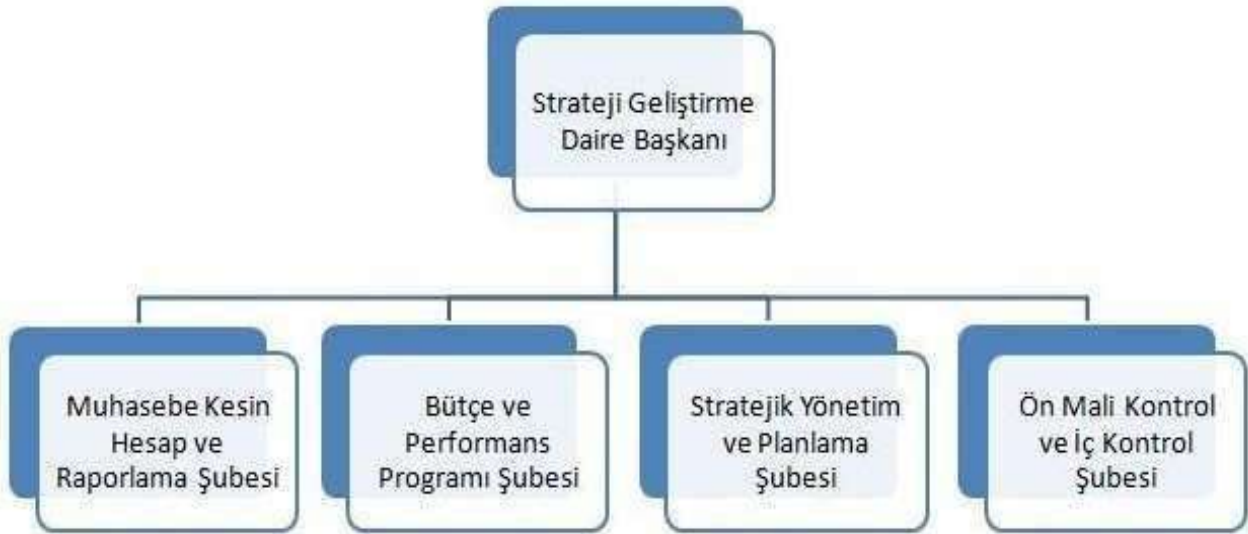 Strateji Geliştirme
Daire Başkanı
Muhasebe Kesin
Hesap ve
Raporlama Şubesi
Bütçe ve
Performans
Programı Şubesi
Stratejik Yönetim
ve Planlama
Şubesi
Ön Mali Kontrol
ve İç Kontrol
Şubesi